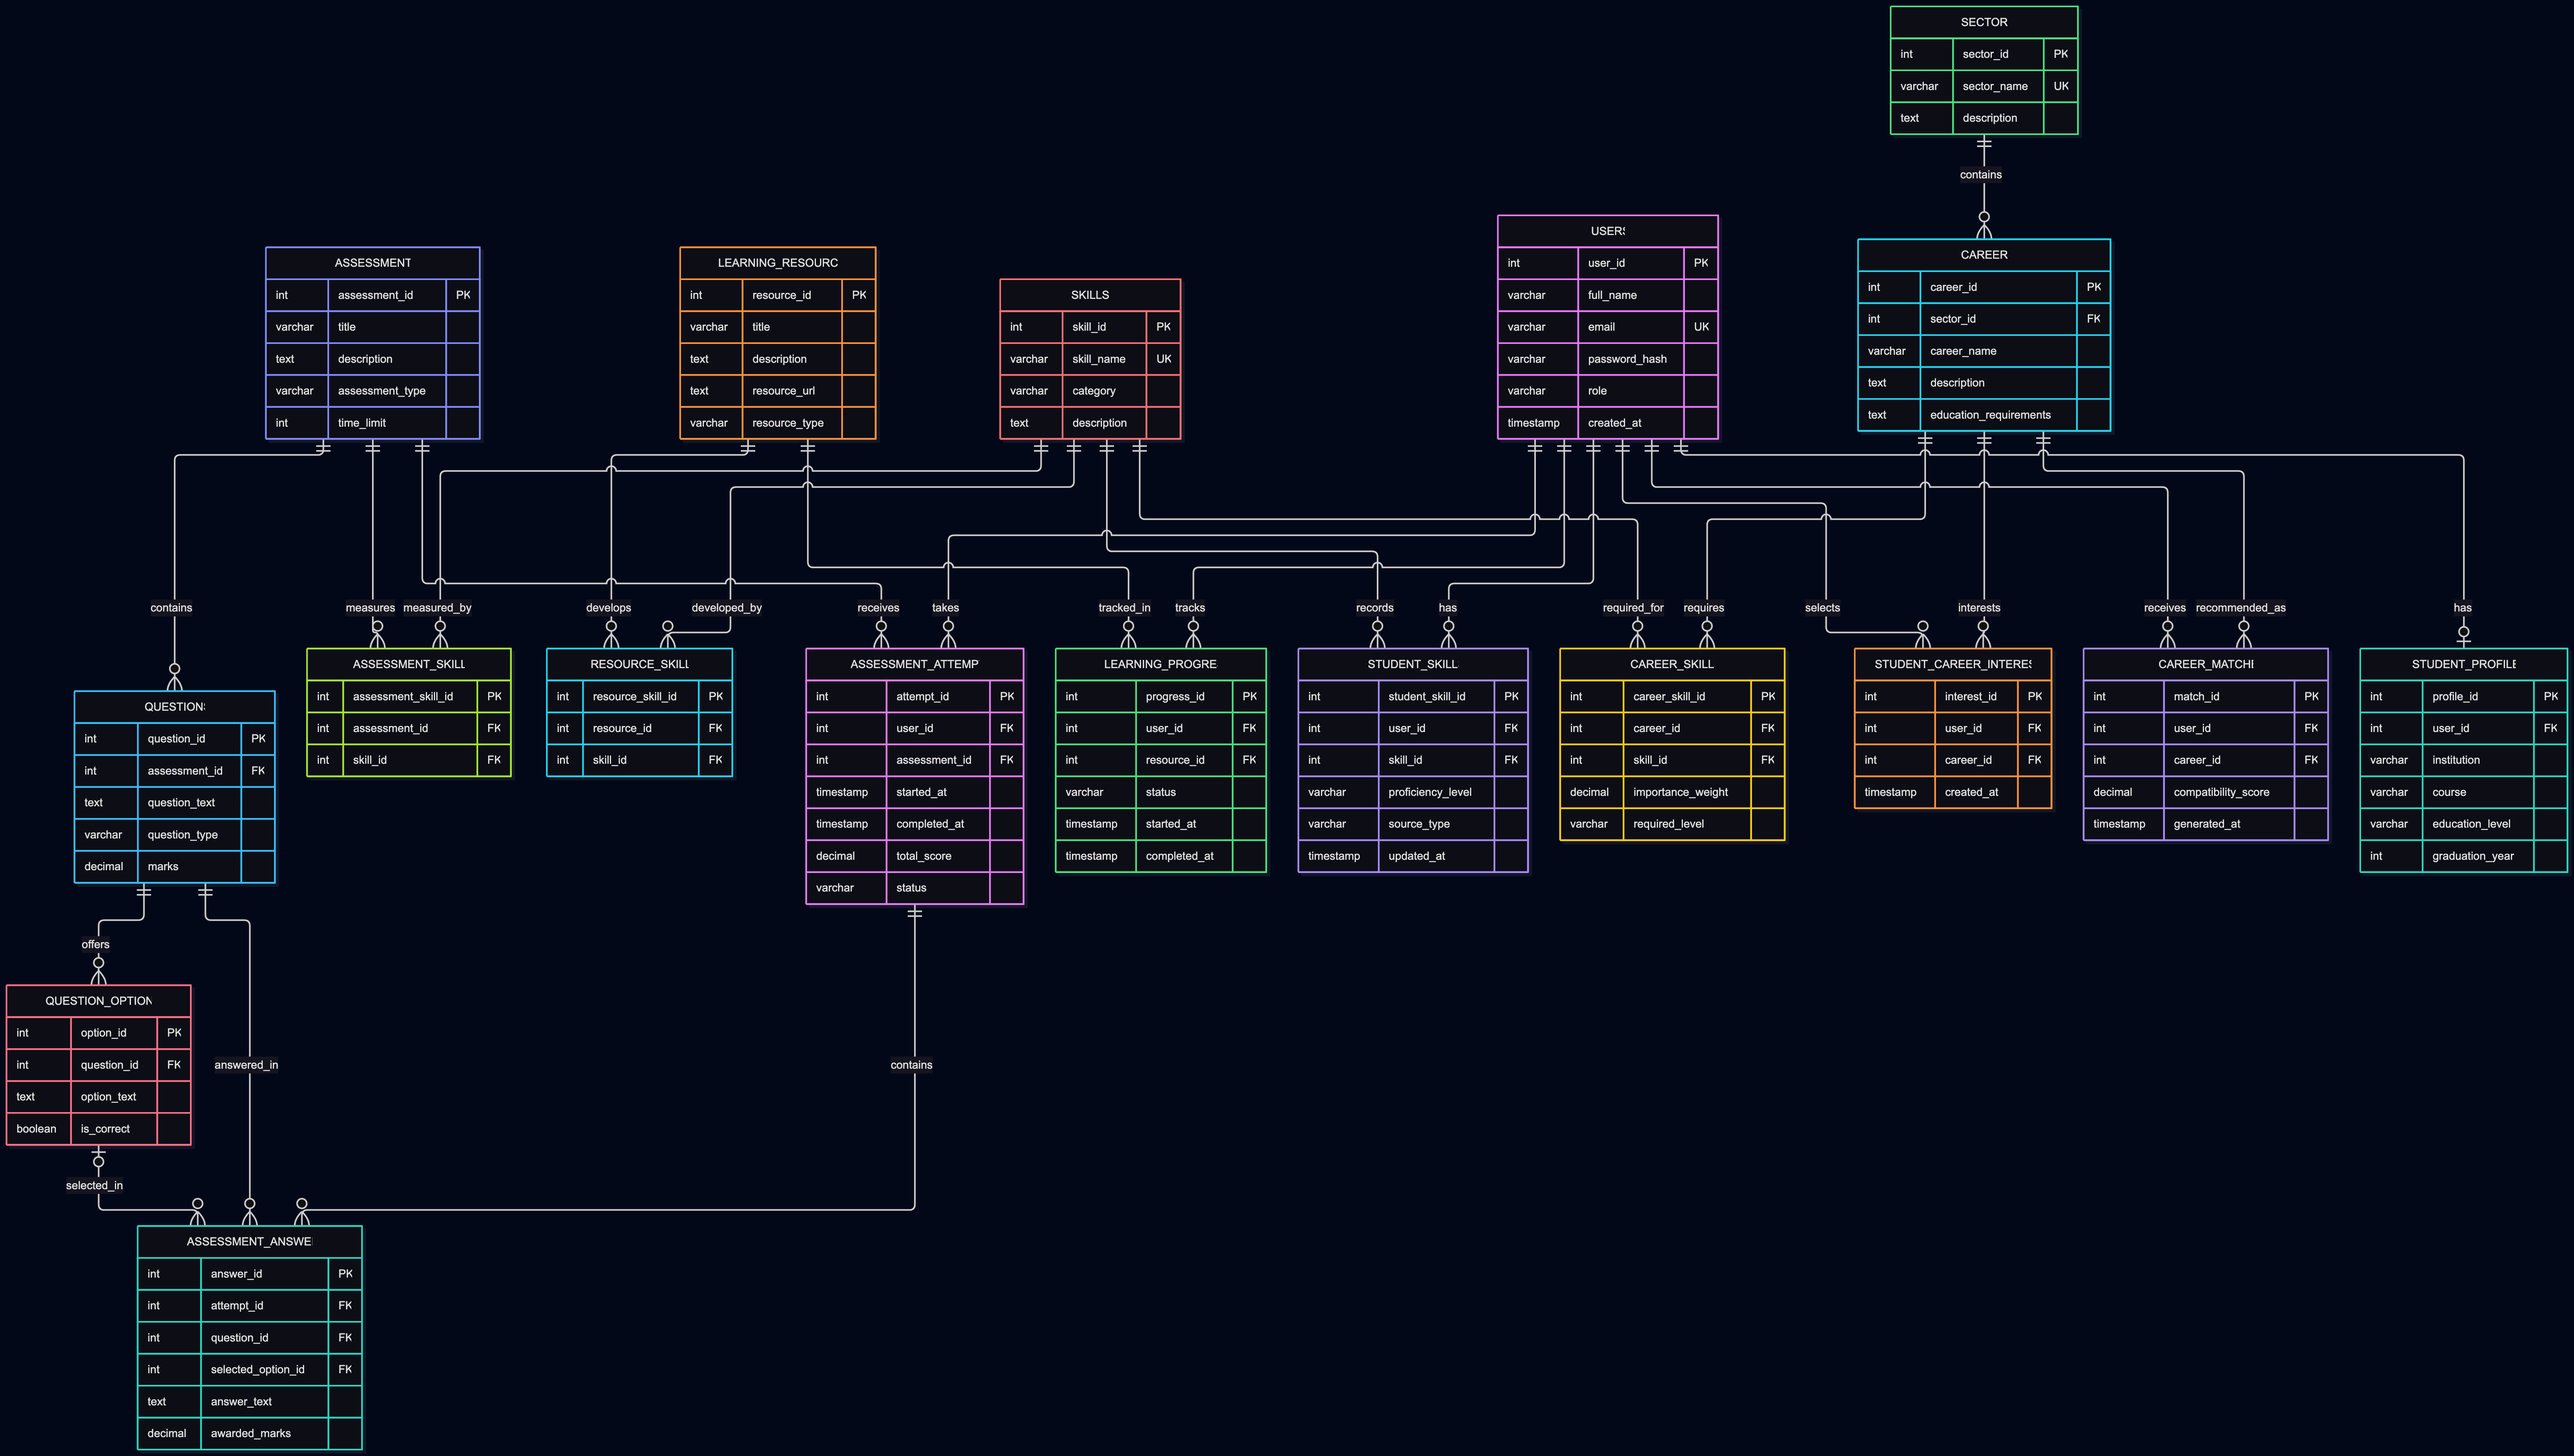 SECTOR
int sector_id PK
varchar sector_name UK
text description
contains
USERS
int user_id PK
varchar full_name
varchar email UK
varchar password_hash
varchar role
timestamp created_at
CAREER
int career_id PK
int sector_id FK
varchar career_name
text description
text education_requirements
ASSESSMENT
int assessment_id PK
varchar title
text description
varchar assessment_type
int time_limit
LEARNING_RESOURC
int resource_id PK
varchar title
text description
text resource_url
varchar resource_type
SKILLS
int skill_id PK
varchar skill_name UK
varchar category
text description
contains measures measured_by develops developed_by receives takes tracked_in tracks records has required_for requires selects interests receives recommended_as has
QUESTIONS
int question_id PK
int assessment_id FK
text question_text
varchar question_type
decimal marks
ASSESSMENT_SKILL
int assessment_skill_id PK
int assessment_id FK
int skill_id FK
RESOURCE_SKILL
int resource_skill_id PK
int resource_id FK
int skill_id FK
ASSESSMENT_ATTEMP
int attempt_id PK
int user_id FK
int assessment_id FK
timestamp started_at
timestamp completed_at
decimal total_score
varchar status
LEARNING_PROGRE
int progress_id PK
int user_id FK
int resource_id FK
varchar status
timestamp started_at
timestamp completed_at
STUDENT_SKILL
int student_skill_id PK
int user_id FK
int skill_id FK
varchar proficiency_level
varchar source_type
timestamp updated_at
CAREER_SKILL
int career_skill_id PK
int career_id FK
int skill_id FK
decimal importance_weight
varchar required_level
STUDENT_CAREER_INTERES
int interest_id PK
int user_id FK
int career_id FK
timestamp created_at
CAREER_MATCH
int match_id PK
int user_id FK
int career_id FK
decimal compatibility_score
timestamp generated_at
STUDENT_PROFILE
int profile_id PK
int user_id FK
varchar institution
varchar course
varchar education_level
int graduation_year
offers
QUESTION_OPTION
int option_id PK
int question_id FK
text option_text
boolean is_correct
answered_in
contains
selected_in
ASSESSMENT_ANSWE
int answer_id PK
int attempt_id FK
int question_id FK
int selected_option_id FK
text answer_text
decimal awarded_marks